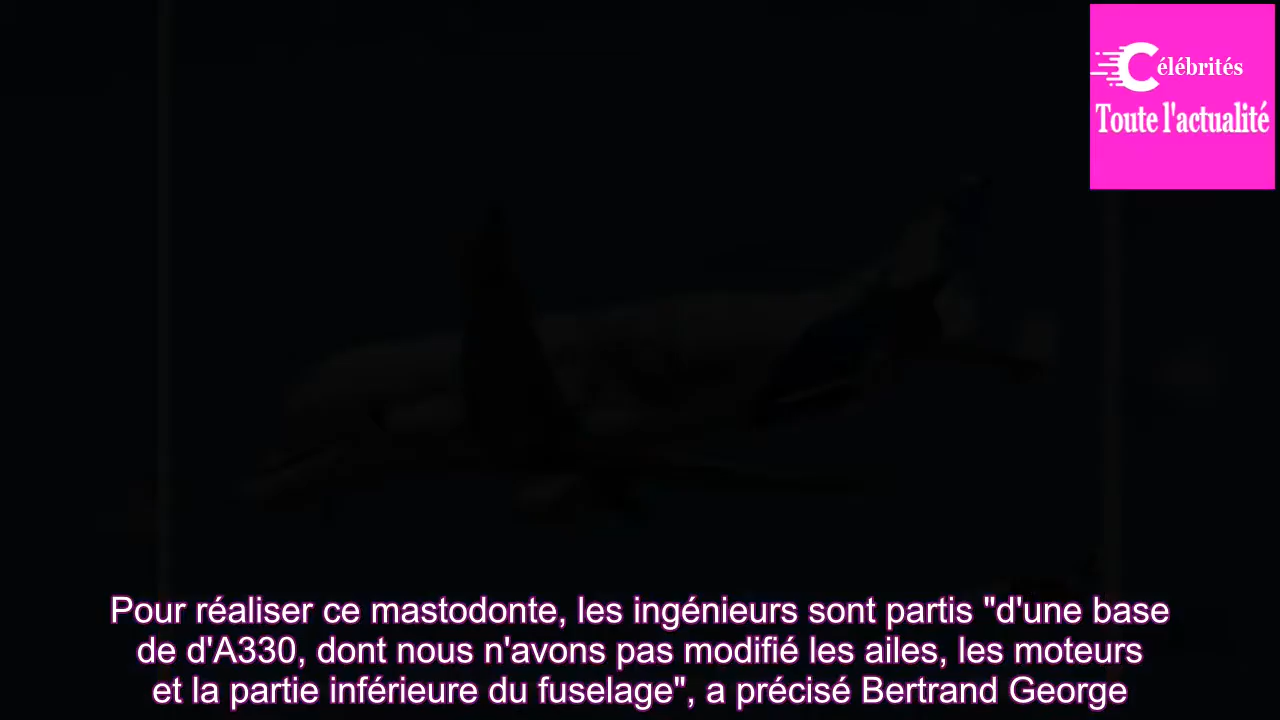 Célébrités
Toute l'actualité
Pour réaliser ce mastodonte, les ingénieurs sont partis "d'une base
de d'A330, dont nous n'avons pas modifié les ailes, les moteurs
et la partie inférieure du fuselage", a précisé Bertrand George